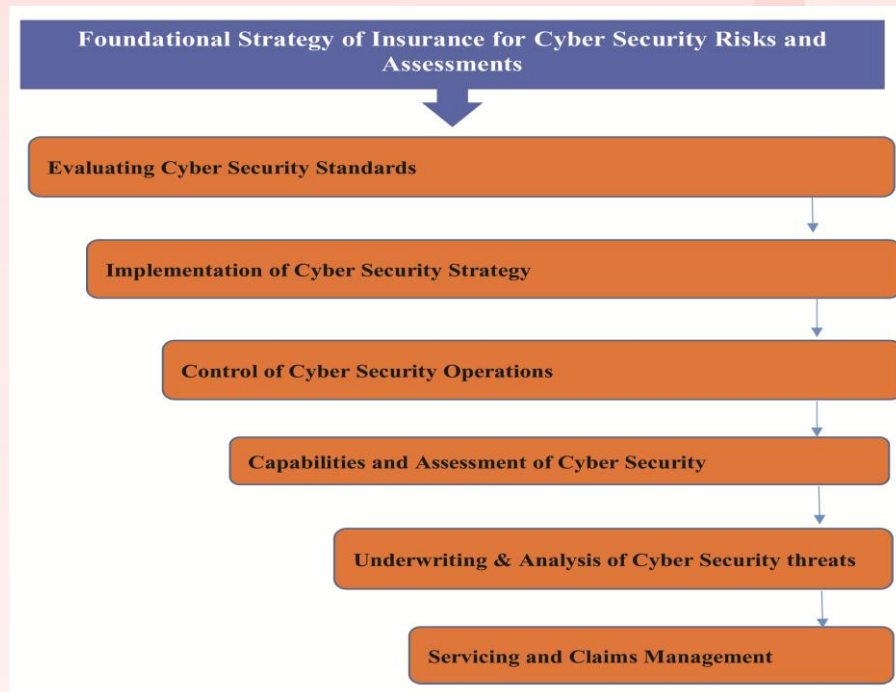 Foundational Strategy of Insurance for Cyber Security Risks and
Assessments
Evaluating Cyber Security Standards
Implementation of Cyber Security Strategy
Control of Cyber Security Operations
Capabilities and Assessment of Cyber Security
Underwriting & Analysis of Cyber Security threats
Servicing and Claims Management